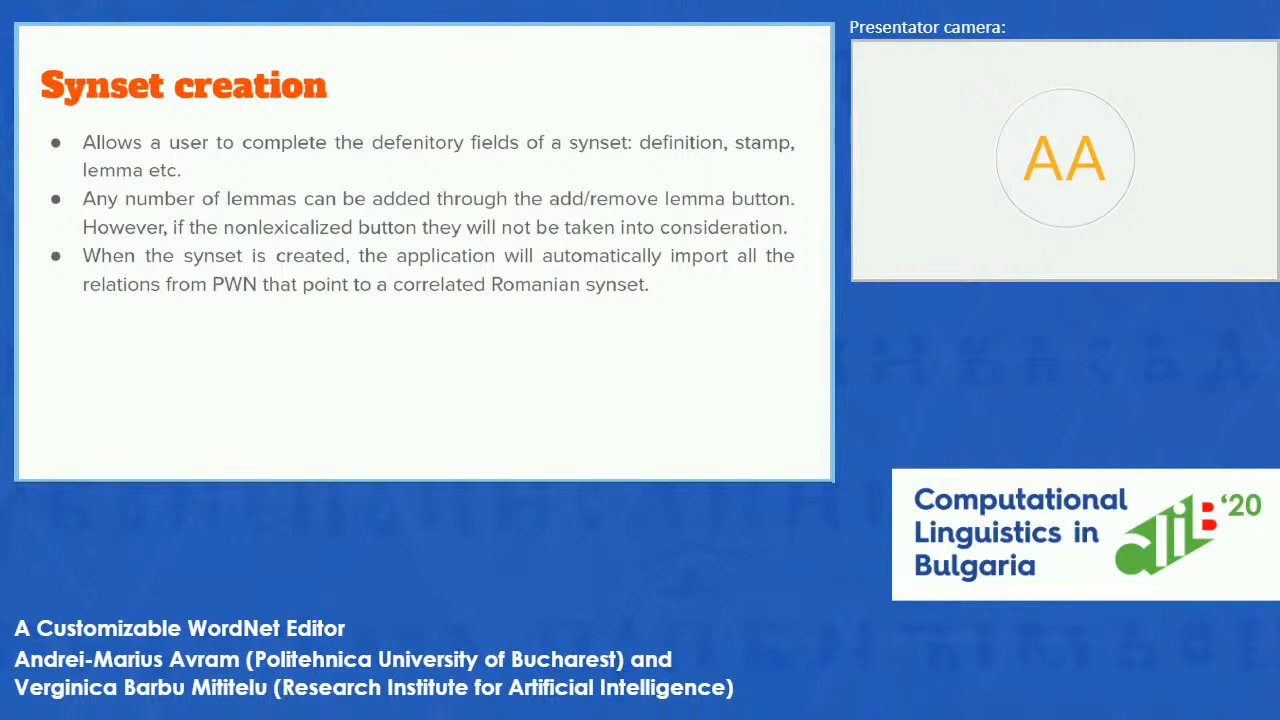 Presentator camera:
Synset creation
● Allows a user to complete the defenitory fields of a synset: definition, stamp,
lemma etc.
● Any number of lemmas can be added through the add/remove lemma button.
However, if the nonlexicalized button they will not be taken into consideration.
● When the synset is created, the application will automatically import all the
relations from PWN that point to a correlated Romanian synset.
AA
Computational
Linguistics in
Bulgaria
clIB '20
A Customizable WordNet Editor
Andrei-Marius Avram (Politehnica University of Bucharest) and
Verginica Barbu Mititelu (Research Institute for Artificial Intelligence)